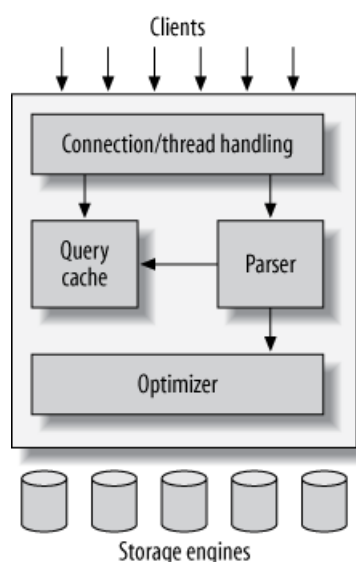 Clients
Connection/thread handling
Query
cache
Parser
Optimizer
Storage engines